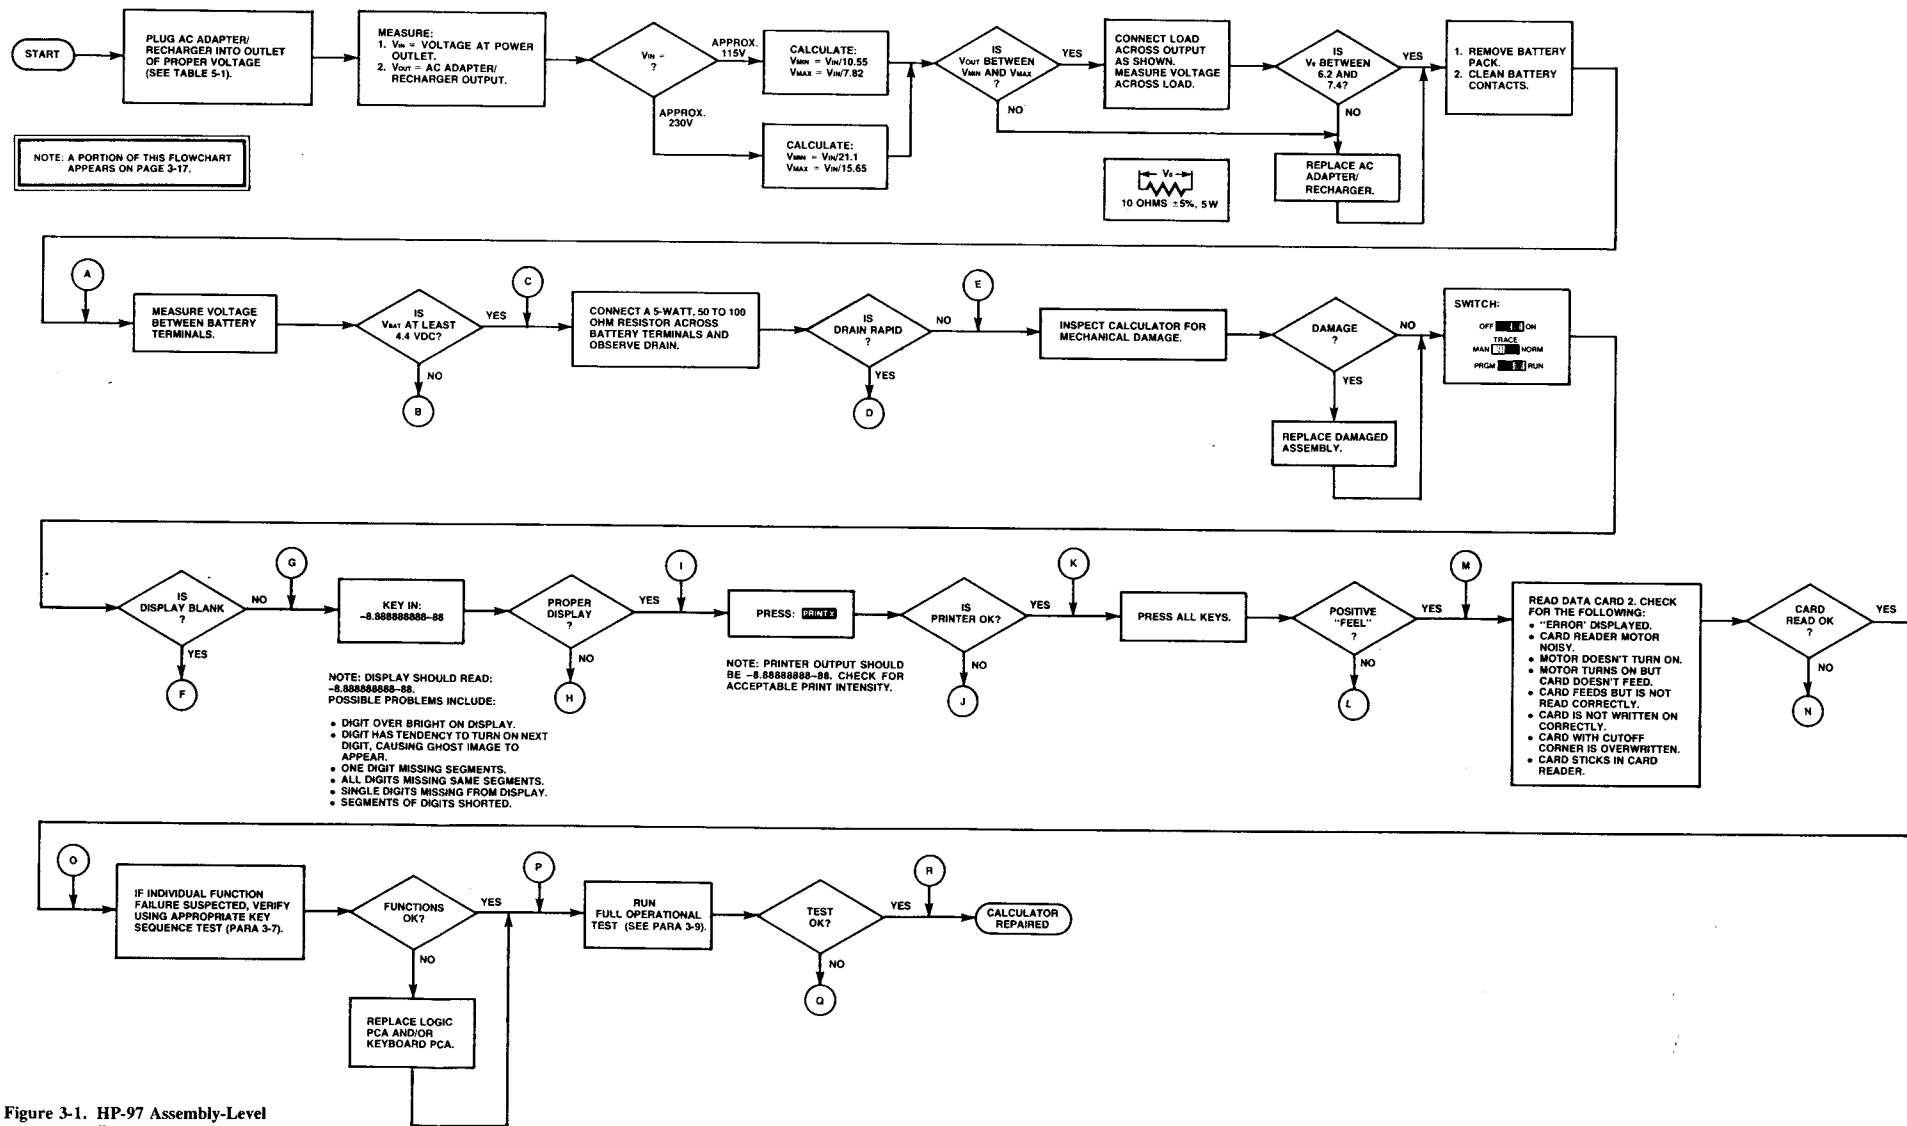 START
PLUG AC ADAPTER/
RECHARGER INTO OUTLET
OF PROPER VOLTAGE
(SEE TABLE 5-1).
MEASURE:
1. VIN = VOLTAGE AT POWER
OUTLET.
2. VOUT = AC ADAPTER/
RECHARGER OUTPUT.
VIN =
?
APPROX.
115V
APPROX.
230V
CALCULATE:
VMIN = VIN/10.55
VMAX = VIN/7.82
CALCULATE:
VMIN = VIN/21.1
VMAX = VIN/15.65
IS
VOUT BETWEEN
VMIN AND VMAX
?
YES
NO
CONNECT LOAD
ACROSS OUTPUT
AS SHOWN.
MEASURE VOLTAGE
ACROSS LOAD.
IS
V0 BETWEEN
6.2 AND
7.4?
YES
NO
1. REMOVE BATTERY
PACK.
2. CLEAN BATTERY
CONTACTS.
NOTE: A PORTION OF THIS FLOWCHART
APPEARS ON PAGE 3-17.
V0
10 OHMS ±5%, 5 W
REPLACE AC
ADAPTER/
RECHARGER.
A
MEASURE VOLTAGE
BETWEEN BATTERY
TERMINALS.
IS
VBAT AT LEAST
4.4 VDC?
YES
NO
B
C
CONNECT A 5-WATT, 50 TO 100
OHM RESISTOR ACROSS
BATTERY TERMINALS AND
OBSERVE DRAIN.
IS
DRAIN RAPID
?
NO
YES
D
E
INSPECT CALCULATOR FOR
MECHANICAL DAMAGE.
DAMAGE
?
NO
YES
REPLACE DAMAGED
ASSEMBLY.
SWITCH:
OFF ON
TRACE
MAN NORM
PRGM RUN
IS
DISPLAY BLANK
?
NO
YES
F
G
KEY IN:
-8.888888888-88
PROPER
DISPLAY
?
YES
NO
H
NOTE: DISPLAY SHOULD READ:
-8.888888888-88.
POSSIBLE PROBLEMS INCLUDE:
• DIGIT OVER BRIGHT ON DISPLAY.
• DIGIT HAS TENDENCY TO TURN ON NEXT
DIGIT, CAUSING GHOST IMAGE TO
APPEAR.
• ONE DIGIT MISSING SEGMENTS.
• ALL DIGITS MISSING SAME SEGMENTS.
• SINGLE DIGITS MISSING FROM DISPLAY.
• SEGMENTS OF DIGITS SHORTED.
I
PRESS: PRINT X
NOTE: PRINTER OUTPUT SHOULD
BE -8.88888888-88. CHECK FOR
ACCEPTABLE PRINT INTENSITY.
IS
PRINTER OK?
YES
NO
J
K
PRESS ALL KEYS.
POSITIVE
"FEEL"
?
YES
NO
L
M
READ DATA CARD 2. CHECK
FOR THE FOLLOWING:
• "ERROR' DISPLAYED.
• CARD READER MOTOR
NOISY.
• MOTOR DOESN'T TURN ON.
• MOTOR TURNS ON BUT
CARD DOESN'T FEED.
• CARD FEEDS BUT IS NOT
READ CORRECTLY.
• CARD IS NOT WRITTEN ON
CORRECTLY.
• CARD WITH CUTOFF
CORNER IS OVERWRITTEN.
• CARD STICKS IN CARD
READER.
CARD
READ OK
?
YES
NO
N
O
IF INDIVIDUAL FUNCTION
FAILURE SUSPECTED, VERIFY
USING APPROPRIATE KEY
SEQUENCE TEST (PARA 3-7).
FUNCTIONS
OK?
YES
NO
REPLACE LOGIC
PCA AND/OR
KEYBOARD PCA.
P
RUN
FULL OPERATIONAL
TEST (SEE PARA 3-9).
TEST
OK?
YES
NO
Q
R
CALCULATOR
REPAIRED
Figure 3-1. HP-97 Assembly-Level